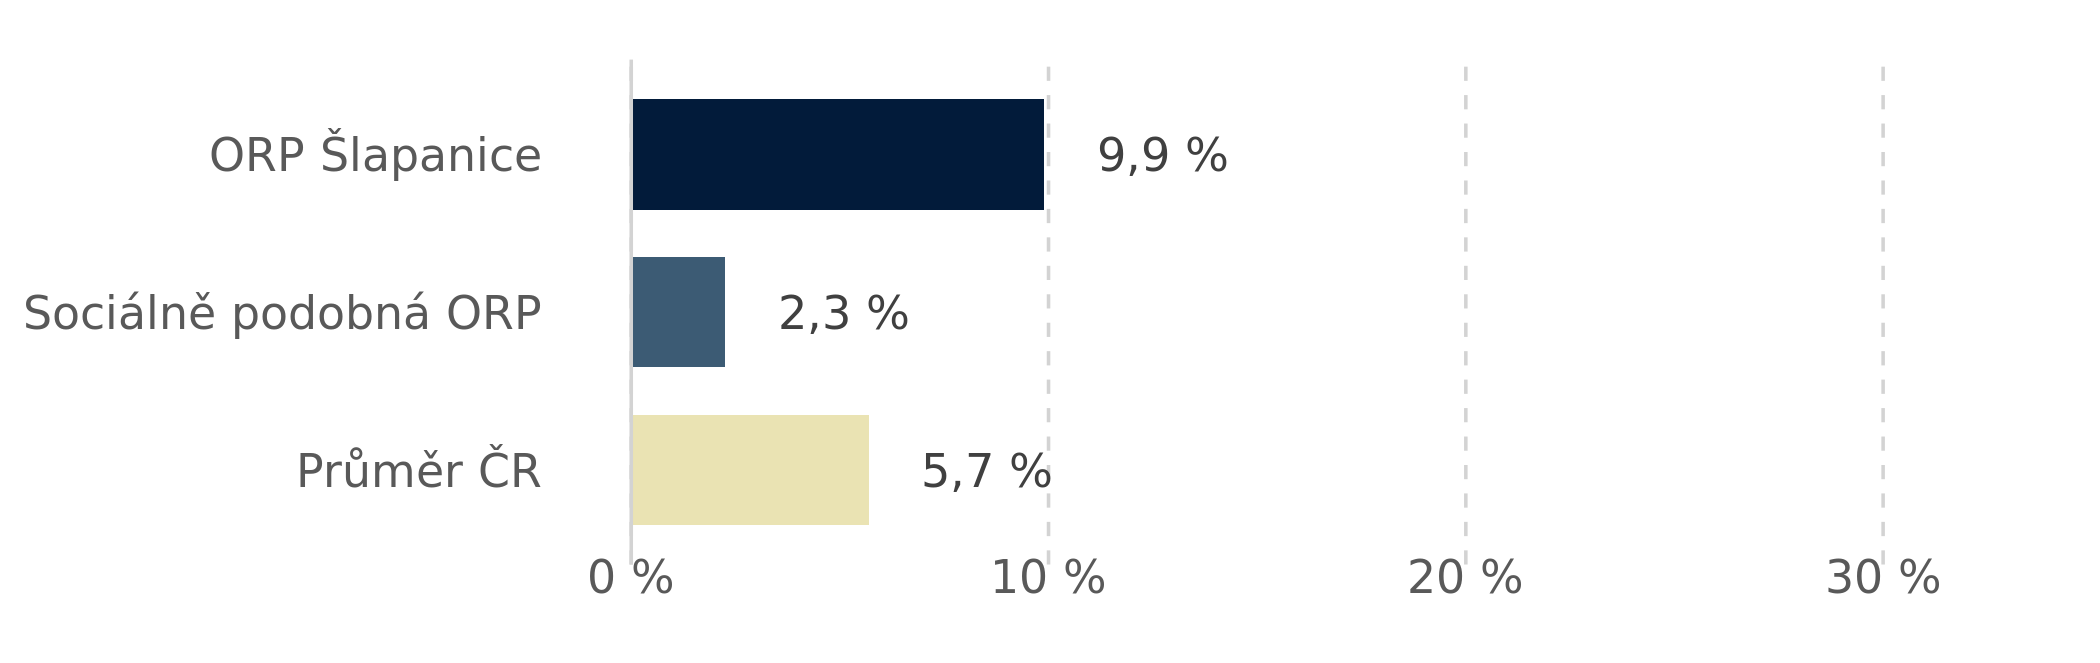 ORP Šlapanice
9,9 %
Sociálně podobná ORP
2,3 %
Průměr ČR
5,7 %
0 %
10 %
20 %
30 %